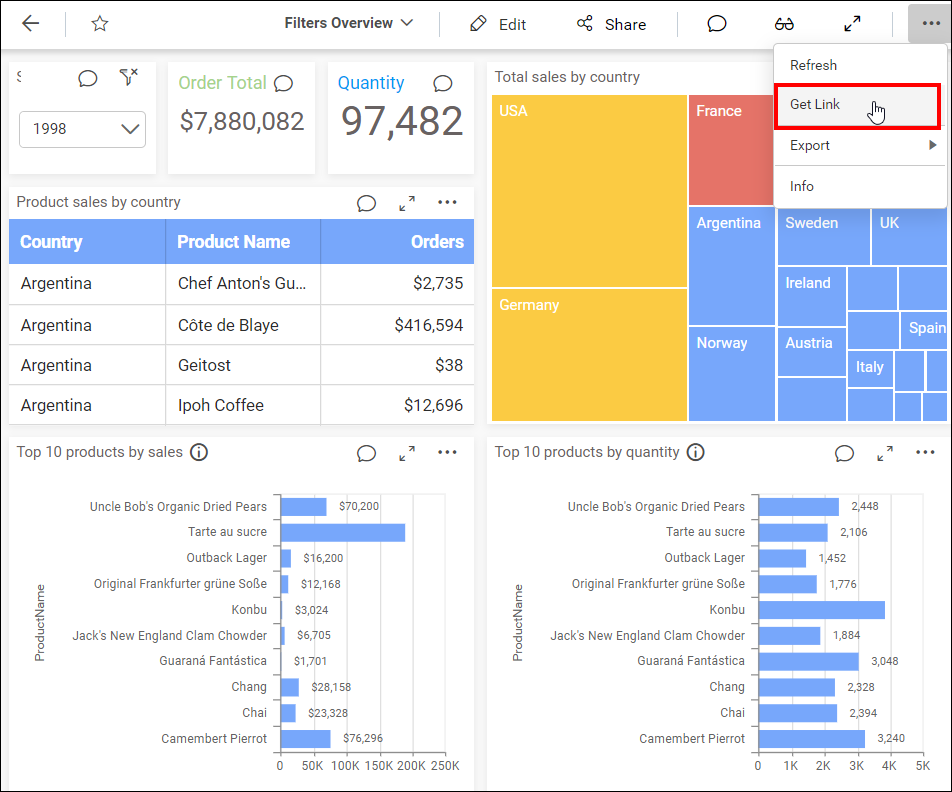 Filters Overview
Edit
Share
Refresh
Get Link
Export
Info
1998
Order Total
$7,880,082
Quantity
97,482
Total sales by country
USA
France
Germany
Argentina
Sweden
UK
Ireland
Norway
Austria
Spain
Italy
Product sales by country
Country Product Name Orders
Argentina Chef Anton's Gu... $2,735
Argentina Côte de Blaye $416,594
Argentina Geitost $38
Argentina Ipoh Coffee $12,696
Top 10 products by sales
ProductName
Uncle Bob's Organic Dried Pears $70,200
Tarte au sucre
Outback Lager $16,200
Original Frankfurter grüne Soße $12,168
Konbu $3,024
Jack's New England Clam Chowder $6,705
Guaraná Fantástica $1,701
Chang $28,158
Chai $23,328
Camembert Pierrot $76,296
0 50K 100K 150K 200K 250K
Top 10 products by quantity
ProductName
Uncle Bob's Organic Dried Pears 2,448
Tarte au sucre 2,106
Outback Lager 1,452
Original Frankfurter grüne Soße 1,776
Konbu
Jack's New England Clam Chowder 1,884
Guaraná Fantástica 3,048
Chang 2,328
Chai 2,394
Camembert Pierrot 3,240
0 1K 2K 3K 4K 5K